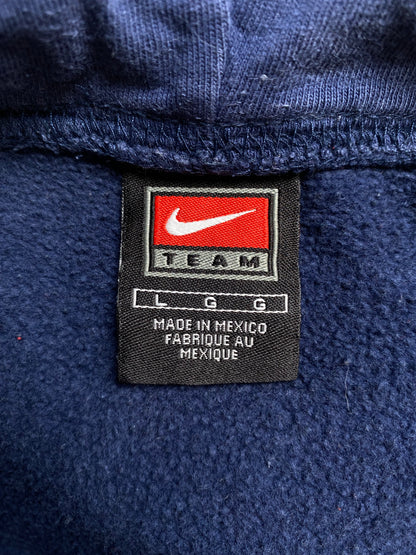 TEAM
L G G
MADE IN MEXICO
FABRIQUE AU
MEXIQUE